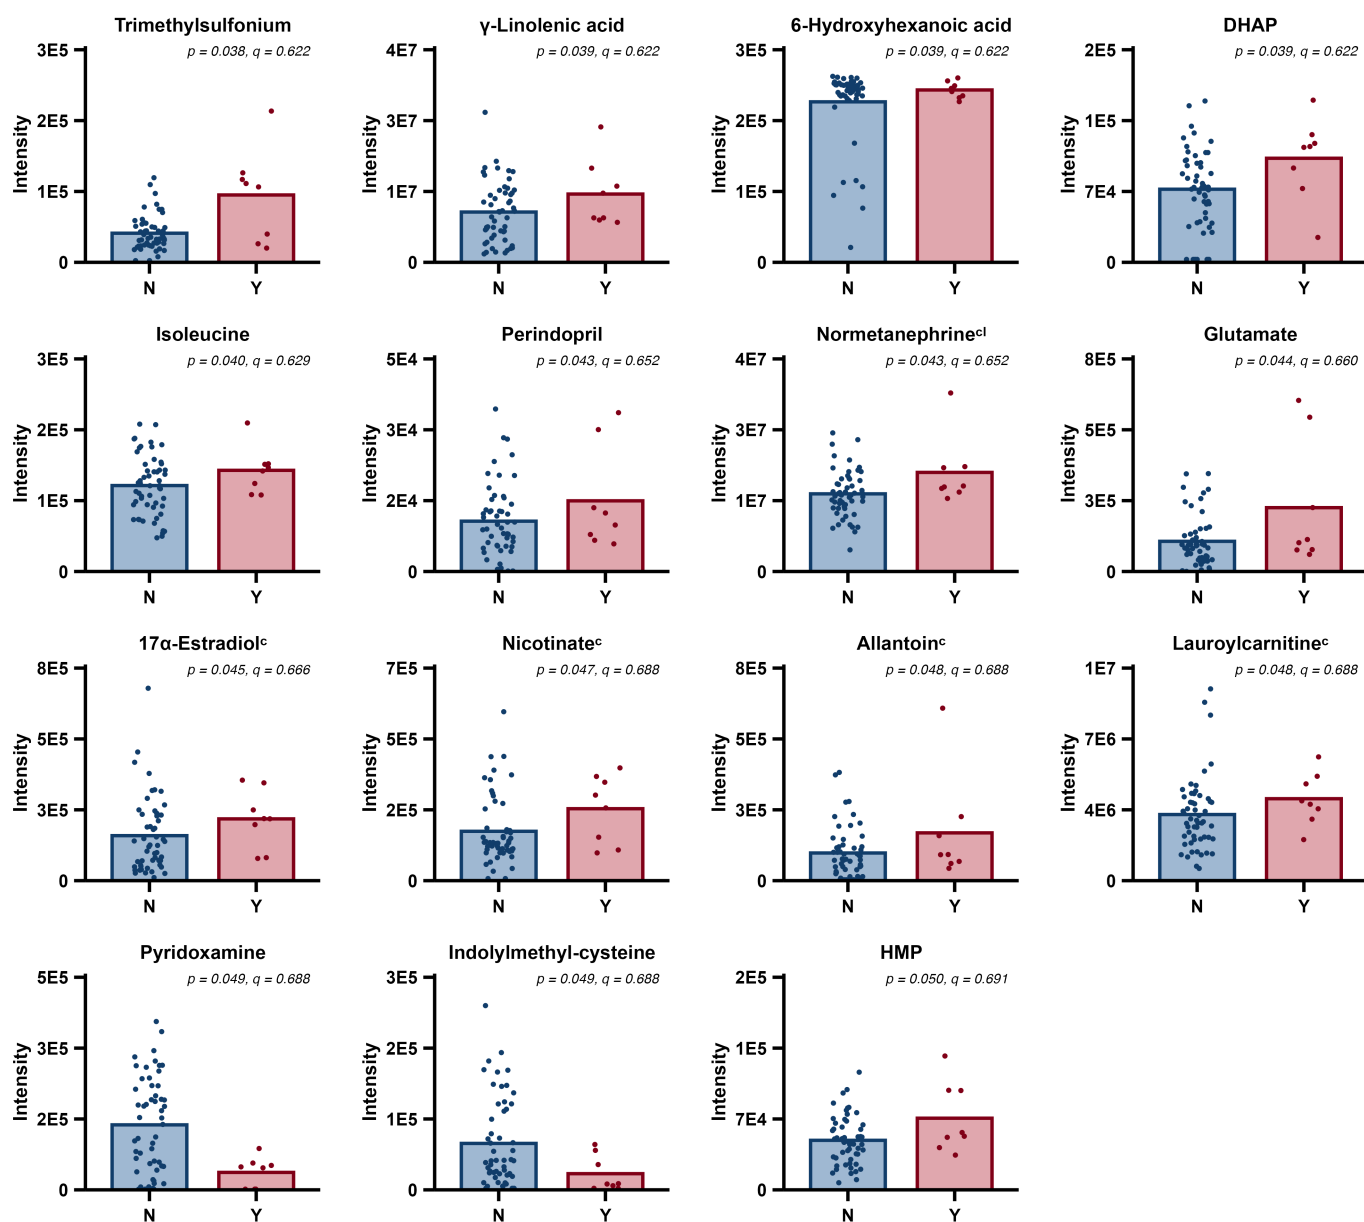 Trimethylsulfonium
p = 0.038, q = 0.622
3E5
2E5
1E5
0
Intensity
N Y
γ-Linolenic acid
p = 0.039, q = 0.622
4E7
3E7
1E7
0
Intensity
N Y
6-Hydroxyhexanoic acid
p = 0.039, q = 0.622
3E5
2E5
1E5
0
Intensity
N Y
DHAP
p = 0.039, q = 0.622
2E5
1E5
7E4
0
Intensity
N Y
Isoleucine
p = 0.040, q = 0.629
3E5
2E5
1E5
0
Intensity
N Y
Perindopril
p = 0.043, q = 0.652
5E4
3E4
2E4
0
Intensity
N Y
Normetanephrineᶜˡ
p = 0.043, q = 0.652
4E7
3E7
1E7
0
Intensity
N Y
Glutamate
p = 0.044, q = 0.660
8E5
5E5
3E5
0
Intensity
N Y
17α-Estradiolᶜ
p = 0.045, q = 0.666
8E5
5E5
3E5
0
Intensity
N Y
Nicotinateᶜ
p = 0.047, q = 0.688
7E5
5E5
2E5
0
Intensity
N Y
Allantoinᶜ
p = 0.048, q = 0.688
8E5
5E5
3E5
0
Intensity
N Y
Lauroylcarnitineᶜ
p = 0.048, q = 0.688
1E7
7E6
4E6
0
Intensity
N Y
Pyridoxamine
p = 0.049, q = 0.688
5E5
3E5
2E5
0
Intensity
N Y
Indolylmethyl-cysteine
p = 0.049, q = 0.688
3E5
2E5
1E5
0
Intensity
N Y
HMP
p = 0.050, q = 0.691
2E5
1E5
7E4
0
Intensity
N Y